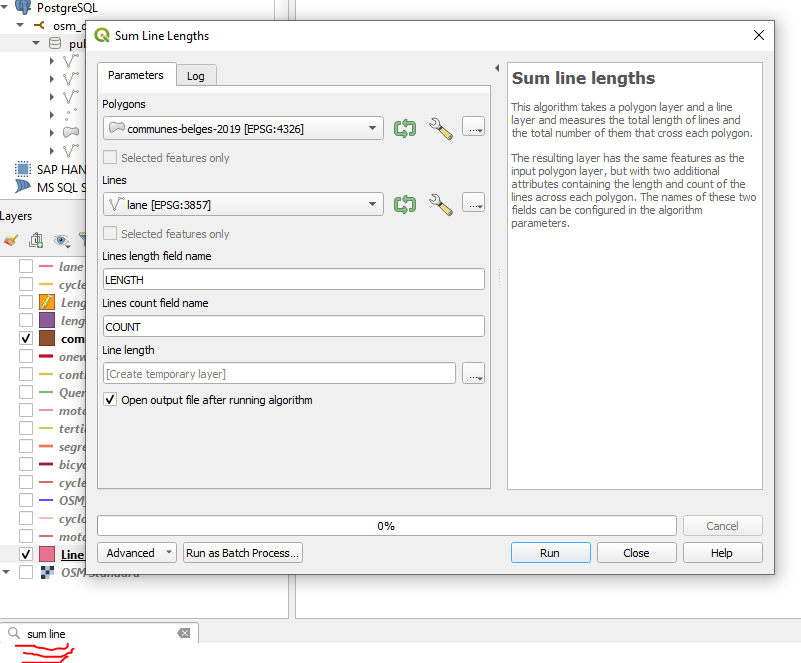 PostgreSQL
osm_d
pub
SAP HAN
MS SQL S
Layers
lane
cycle
Leng
leng
com
onew
conti
Quer
moto
terti
segre
bicyc
cycle
OSM
cyclo
moto
Line
OSM Standard
sum line
Sum Line Lengths
Parameters
Log
Polygons
communes-belges-2019 [EPSG:4326]
...
Selected features only
Lines
lane [EPSG:3857]
...
Selected features only
Lines length field name
LENGTH
Lines count field name
COUNT
Line length
[Create temporary layer]
...
Open output file after running algorithm
Sum line lengths
This algorithm takes a polygon layer and a line
layer and measures the total length of lines and
the total number of them that cross each polygon.
The resulting layer has the same features as the
input polygon layer, but with two additional
attributes containing the length and count of the
lines across each polygon. The names of these two
fields can be configured in the algorithm
parameters.
0%
Cancel
Advanced
Run as Batch Process...
Run
Close
Help